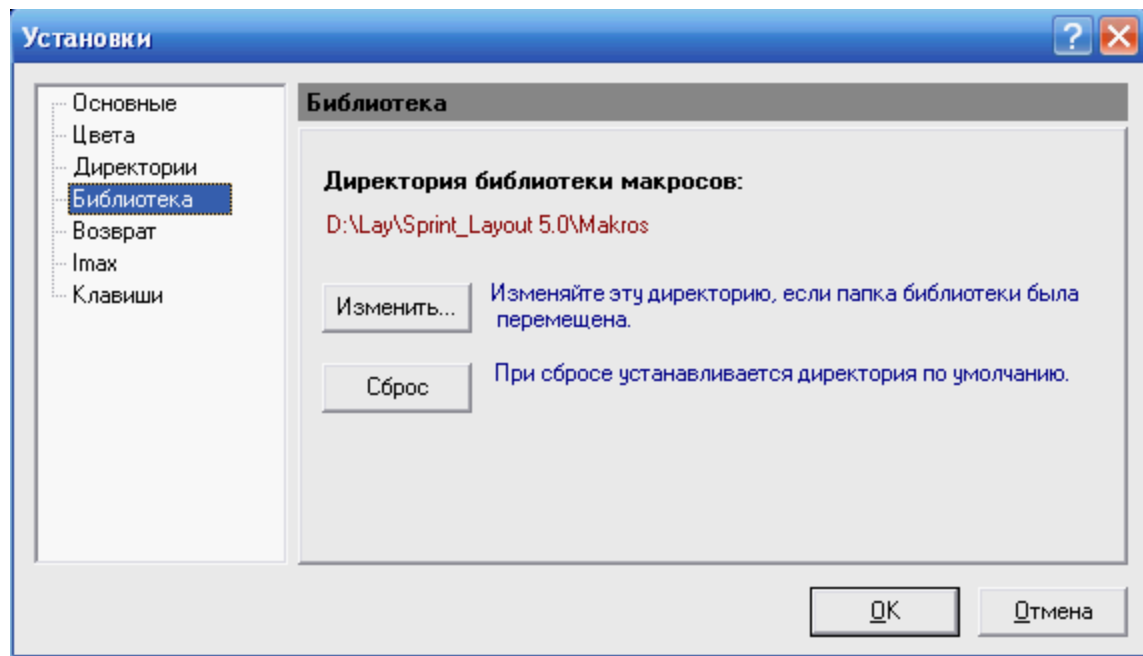 Установки
Основные
Цвета
Директории
Библиотека
Возврат
Imax
Клавиши
Библиотека
Директория библиотеки макросов:
D:\Lay\Sprint_Layout 5.0\Makros
Изменить...
Изменяйте эту директорию, если папка библиотеки была
перемещена.
Сброс
При сбросе устанавливается директория по умолчанию.
OK
Отмена